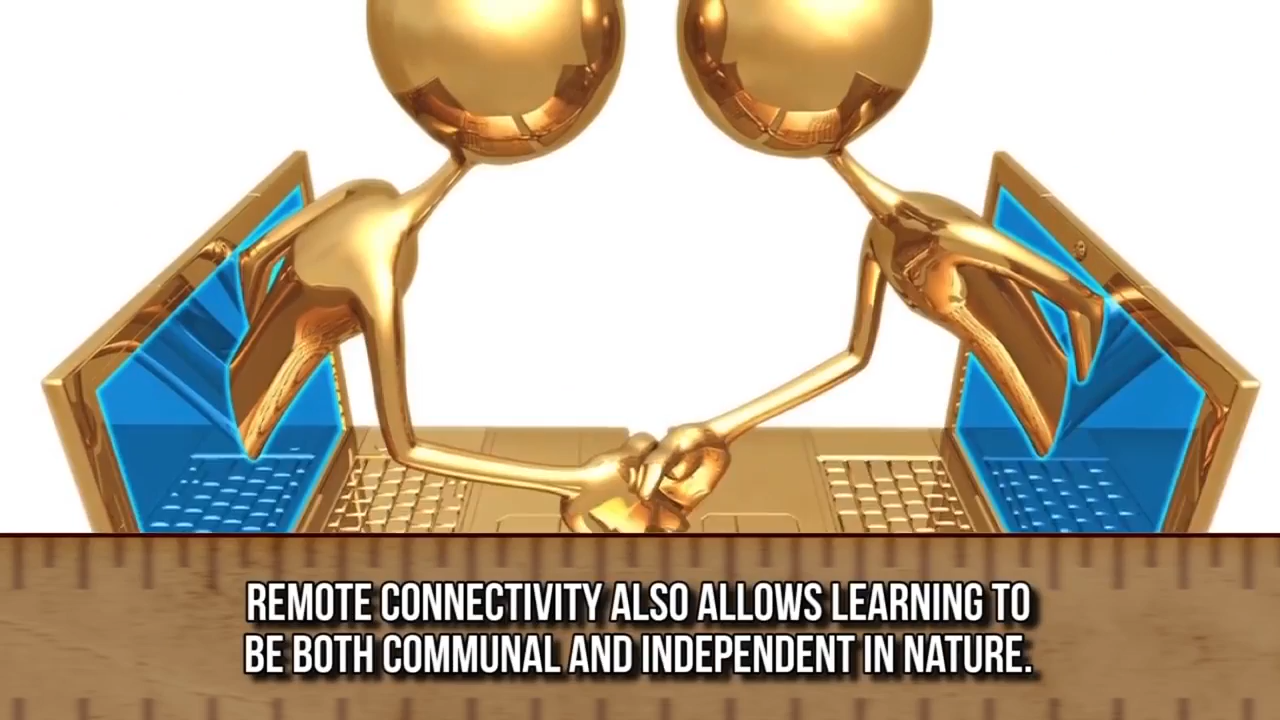 REMOTE CONNECTIVITY ALSO ALLOWS LEARNING TO
BE BOTH COMMUNAL AND INDEPENDENT IN NATURE.